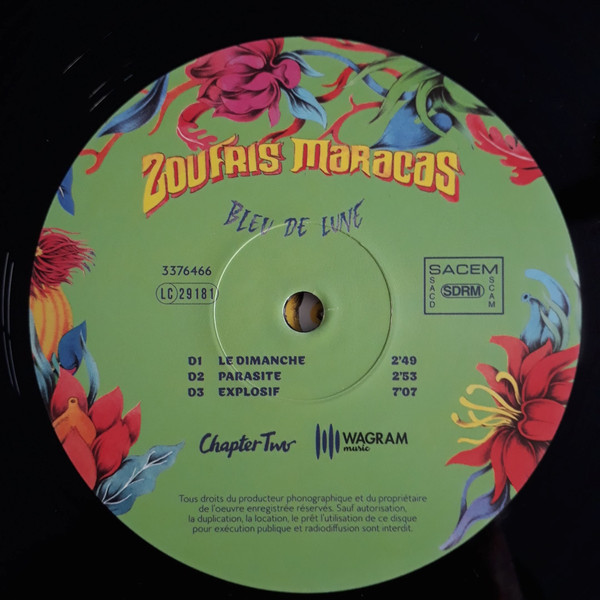 ZOUFRIS MARACAS
BLEU DE LUNE
3376466
LC 29181
SACEM
SACD
SDRM
SCAM
D1 LE DIMANCHE 2'49
D2 PARASITE 2'53
D3 EXPLOSIF 7'07
Chapter Two
WAGRAM
music
Tous droits du producteur phonographique et du propriétaire
de l'oeuvre enregistrée réservés. Sauf autorisation,
la duplication, la location, le prêt l'utilisation de ce disque
pour exécution publique et radiodiffusion sont interdit.